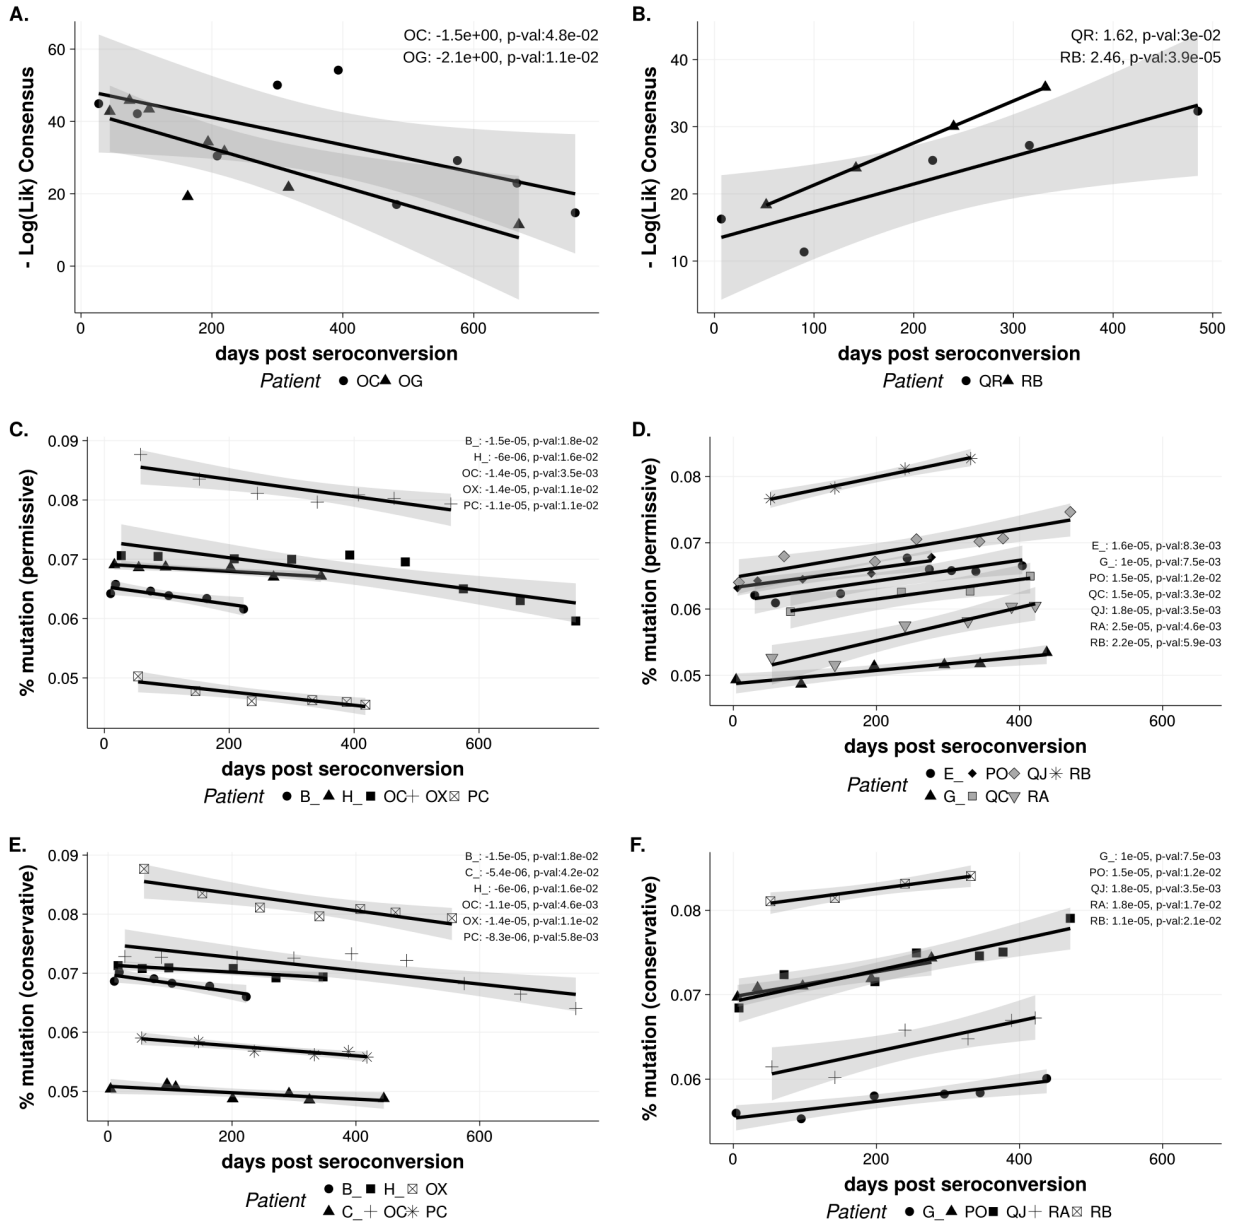 A.
OC: -1.5e+00, p-val:4.8e-02
OG: -2.1e+00, p-val:1.1e-02
- Log(Lik) Consensus
60
40
20
0
0 200 400 600
days post seroconversion
Patient OC OG
B.
QR: 1.62, p-val:3e-02
RB: 2.46, p-val:3.9e-05
- Log(Lik) Consensus
40
30
20
10
0 100 200 300 400 500
days post seroconversion
Patient QR RB
C.
B_: -1.5e-05, p-val:1.8e-02
H_: -6e-06, p-val:1.6e-02
OC: -1.4e-05, p-val:3.5e-03
OX: -1.4e-05, p-val:1.1e-02
PC: -1.1e-05, p-val:1.1e-02
% mutation (permissive)
0.09
0.08
0.07
0.06
0.05
0 200 400 600
days post seroconversion
Patient B_ H_ OC OX PC
D.
E_: 1.6e-05, p-val:8.3e-03
G_: 1e-05, p-val:7.5e-03
PO: 1.5e-05, p-val:1.2e-02
QC: 1.5e-05, p-val:3.3e-02
QJ: 1.8e-05, p-val:3.5e-03
RA: 2.5e-05, p-val:4.6e-03
RB: 2.2e-05, p-val:5.9e-03
% mutation (permissive)
0.08
0.07
0.06
0.05
0 200 400 600
days post seroconversion
Patient
E_ PO QJ RB
G_ QC RA
E.
B_: -1.5e-05, p-val:1.8e-02
C_: -5.4e-06, p-val:4.2e-02
H_: -6e-06, p-val:1.6e-02
OC: -1.1e-05, p-val:4.6e-03
OX: -1.4e-05, p-val:1.1e-02
PC: -8.3e-06, p-val:5.8e-03
% mutation (conservative)
0.09
0.08
0.07
0.06
0.05
0 200 400 600
days post seroconversion
Patient
B_ H_ OX
C_ OC PC
F.
G_: 1e-05, p-val:7.5e-03
PO: 1.5e-05, p-val:1.2e-02
QJ: 1.8e-05, p-val:3.5e-03
RA: 1.8e-05, p-val:1.7e-02
RB: 1.1e-05, p-val:2.1e-02
% mutation (conservative)
0.08
0.07
0.06
0 200 400 600
days post seroconversion
Patient G_ PO QJ RA RB